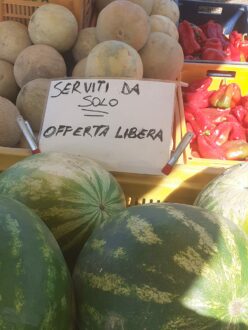 SERVITI DA
SOLO
OFFERTA LIBERA